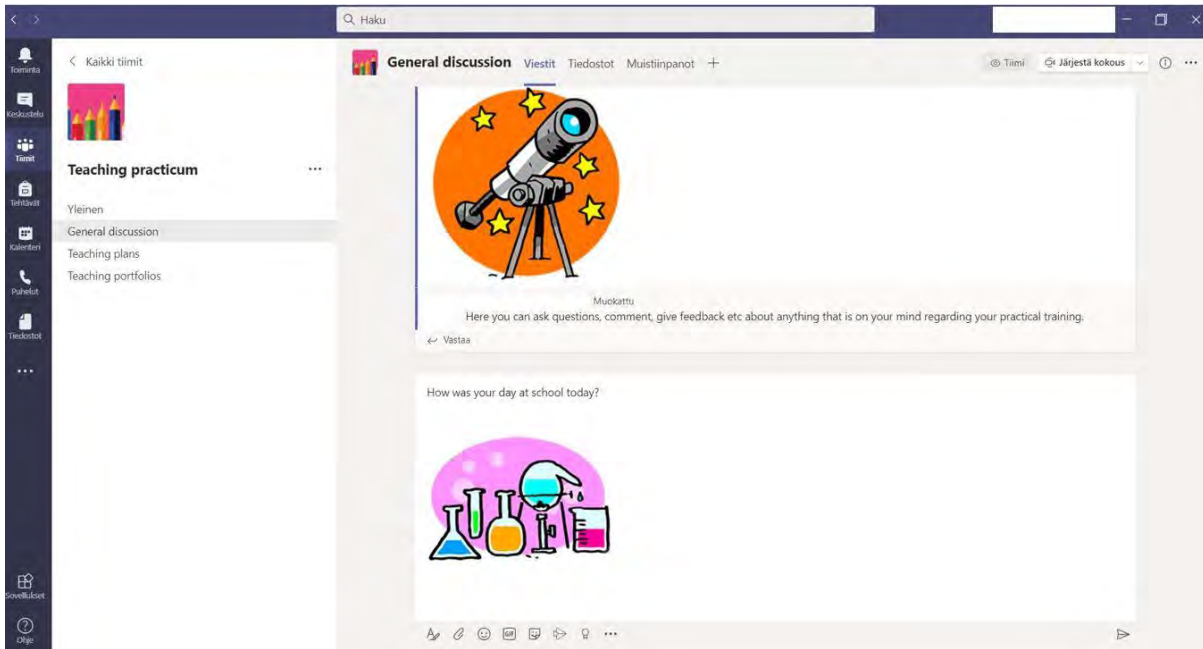 Haku
Toiminta
Keskustelu
Tiimit
Tehtävät
Kalenteri
Puhelut
Tiedostot
Sovellukset
Ohje
Kaikki tiimit
Teaching practicum
Yleinen
General discussion
Teaching plans
Teaching portfolios
General discussion Viestit Tiedostot Muistiinpanot
Tiimi Järjestä kokous
Muokattu
Here you can ask questions, comment, give feedback etc about anything that is on your mind regarding your practical training.
Vastaa
How was your day at school today?
GIF